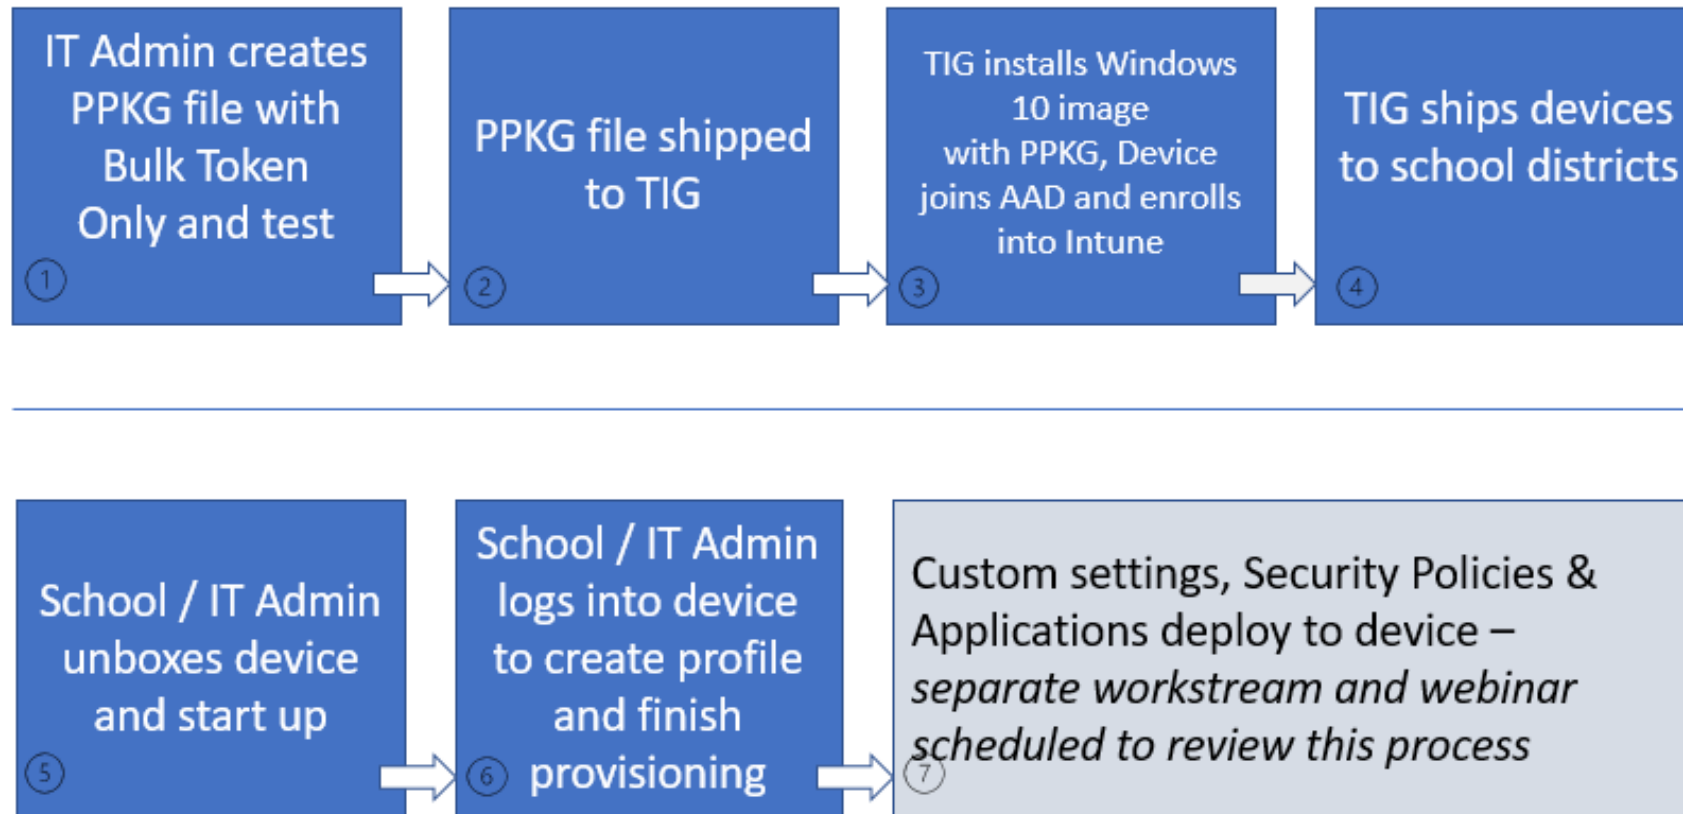 IT Admin creates
PPKG file with
Bulk Token
Only and test
1
PPKG file shipped
to TIG
2
TIG installs Windows
10 image
with PPKG, Device
joins AAD and enrolls
into Intune
3
TIG ships devices
to school districts
4
School / IT Admin
unboxes device
and start up
5
School / IT Admin
logs into device
to create profile
and finish
provisioning
6
Custom settings, Security Policies &
Applications deploy to device –
separate workstream and webinar
scheduled to review this process
7